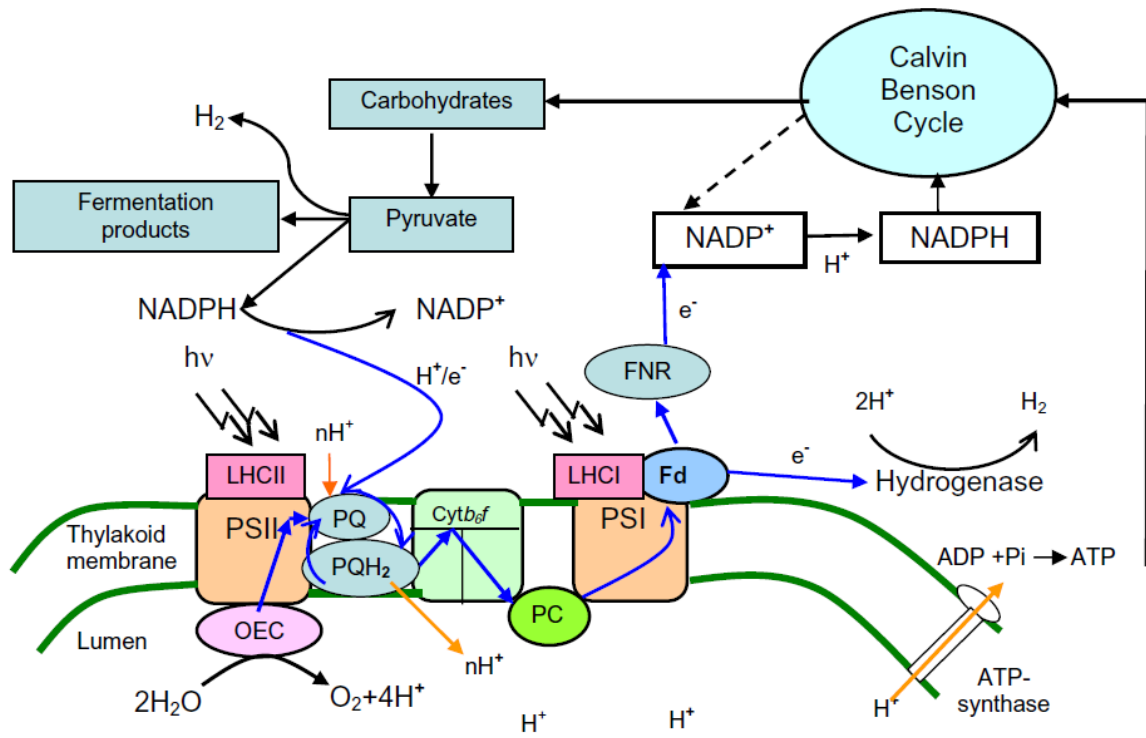 Calvin
Benson
Cycle
Carbohydrates
H₂
Fermentation
products
Pyruvate
NADP⁺
H⁺
NADPH
NADPH
NADP⁺
e⁻
hν
H⁺/e⁻
hν
FNR
2H⁺
H₂
nH⁺
LHCII
LHCI
Fd
e⁻
Hydrogenase
PSII
PQ
Cytb₆f
PSI
Thylakoid
membrane
PQH₂
ADP +Pi → ATP
PC
OEC
Lumen
nH⁺
2H₂O
O₂+4H⁺
H⁺
H⁺
H⁺
ATP-
synthase